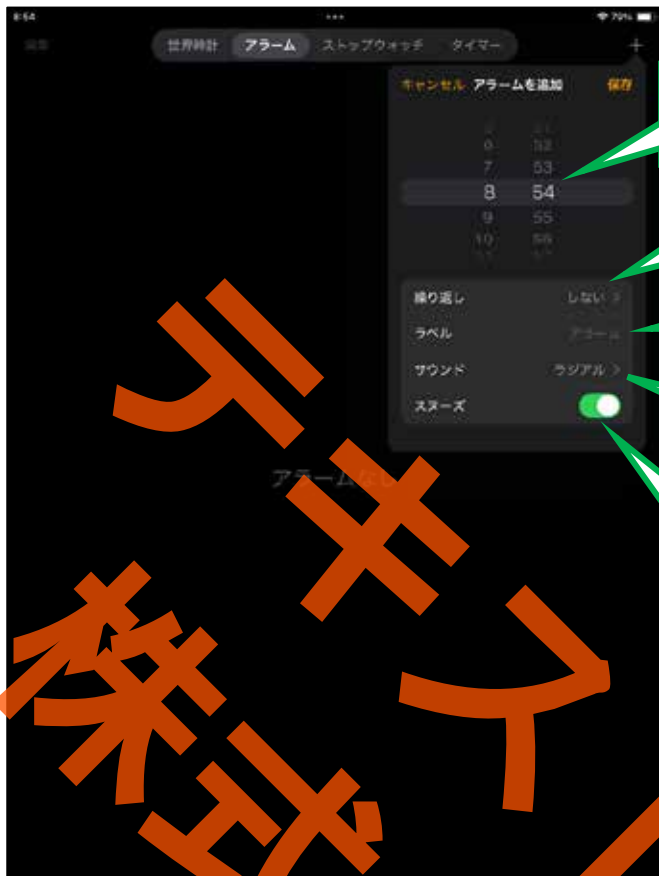 8:54
79%
編集
世界時計 アラーム ストップウォッチ タイマー
キャンセル アラームを追加 保存
6 52
7 53
8 54
9 55
10 56
繰り返し しない
ラベル アラーム
サウンド ラジアル
スヌーズ
アラームなし
テキス
株式